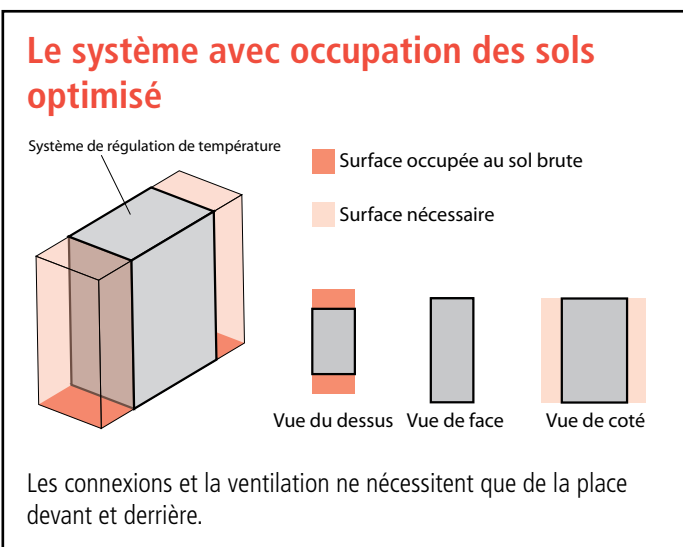 Le système avec occupation des sols
optimisé
Système de régulation de température
Surface occupée au sol brute
Surface nécessaire
Vue du dessus
Vue de face
Vue de coté
Les connexions et la ventilation ne nécessitent que de la place
devant et derrière.